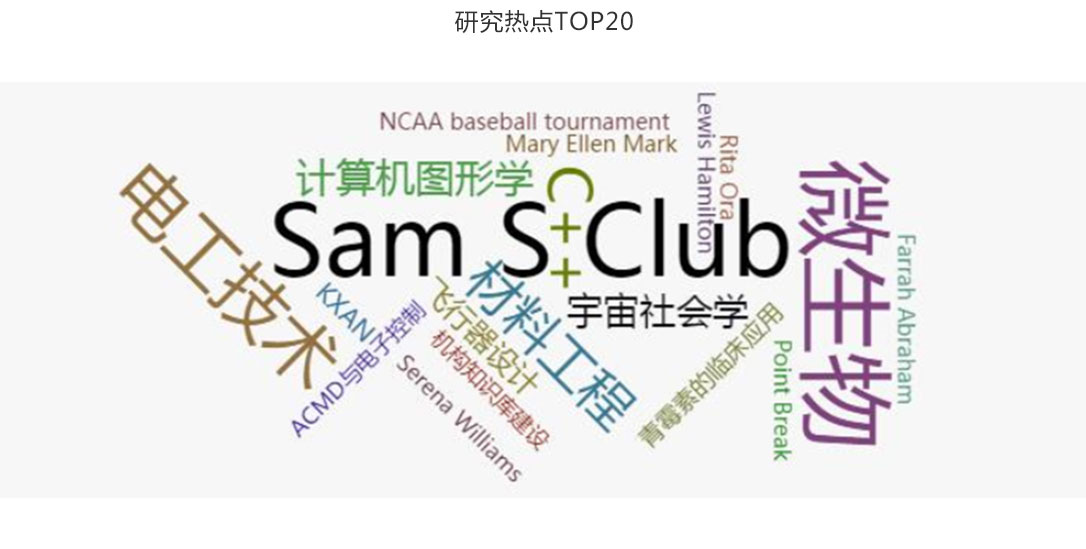 研究热点TOP20
NCAA baseball tournament
Mary Ellen Mark
Lewis Hamilton
Rita Ora
计算机图形学
C++
电工技术
Sam S Club
微生物
Farrah Abraham
KXAN
ACMD与电子控制
飞行器设计
材料工程
宇宙社会学
机构知识库建设
Serena Williams
青霉素的临床应用
Point Break